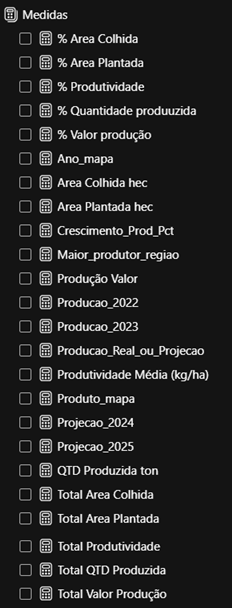 Medidas
% Area Colhida
% Area Plantada
% Produtividade
% Quantidade produuzida
% Valor produção
Ano_mapa
Area Colhida hec
Area Plantada hec
Crescimento_Prod_Pct
Maior_produtor_regiao
Produção Valor
Producao_2022
Producao_2023
Producao_Real_ou_Projecao
Produtividade Média (kg/ha)
Produto_mapa
Projecao_2024
Projecao_2025
QTD Produzida ton
Total Area Colhida
Total Area Plantada
Total Produtividade
Total QTD Produzida
Total Valor Produção